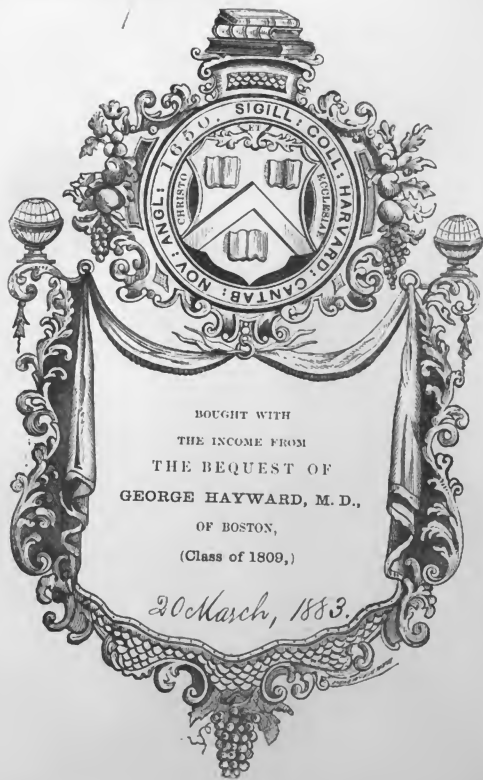 SIGILL: COLL: HARVARD: CANTAB: NOV: ANGL: 1650.
CHRISTO ET ECCLESIAE
BOUGHT WITH
THE INCOME FROM
THE BEQUEST OF
GEORGE HAYWARD, M. D.,
OF BOSTON,
(Class of 1809,)
20 March, 1883.